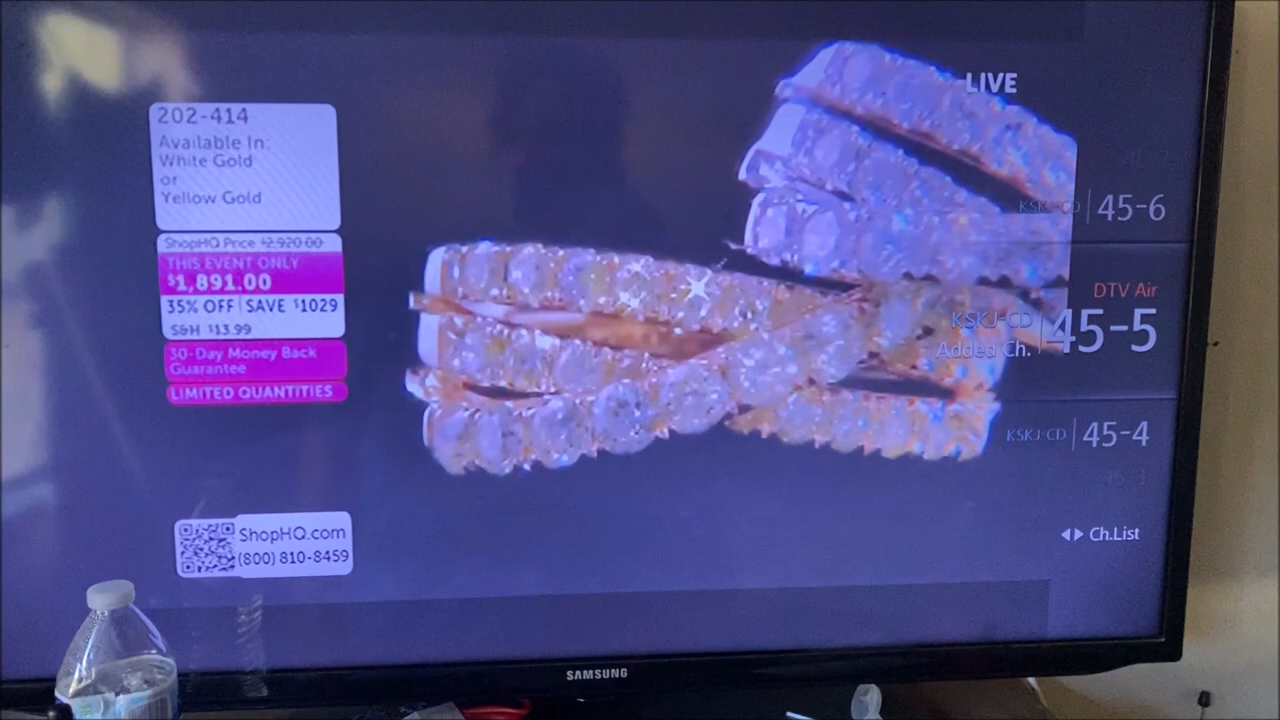 202-414
Available In:
White Gold
or
Yellow Gold
ShopHQ Price $2,920.00
THIS EVENT ONLY
$1,891.00
35% OFF | SAVE $1029
S&H $13.99
30-Day Money Back
Guarantee
LIMITED QUANTITIES
ShopHQ.com
(800) 810-8459
LIVE
KSKJ-CD 45-6
DTV Air
KSKJ-CD
Added Ch.
45-5
KSKJ-CD 45-4
Ch.List
SAMSUNG